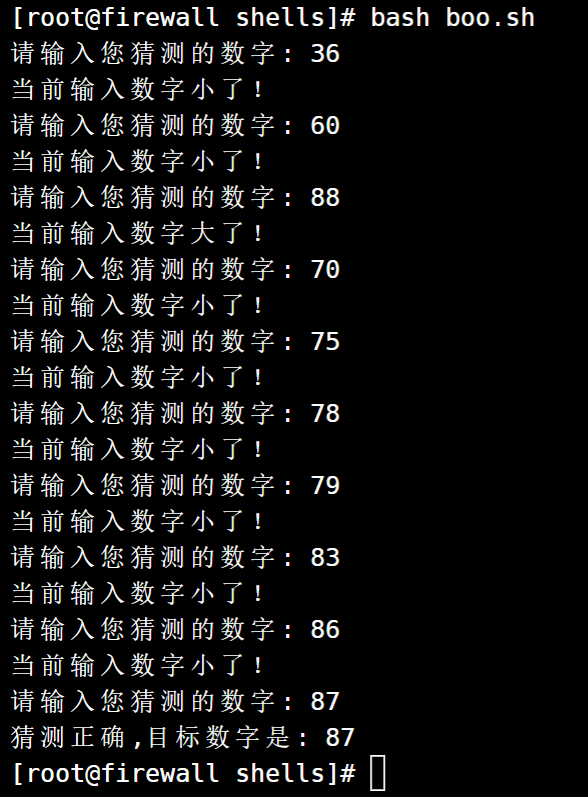 [root@firewall shells]# bash boo.sh
请输入您猜测的数字: 36
当前输入数字小了!
请输入您猜测的数字: 60
当前输入数字小了!
请输入您猜测的数字: 88
当前输入数字大了!
请输入您猜测的数字: 70
当前输入数字小了!
请输入您猜测的数字: 75
当前输入数字小了!
请输入您猜测的数字: 78
当前输入数字小了!
请输入您猜测的数字: 79
当前输入数字小了!
请输入您猜测的数字: 83
当前输入数字小了!
请输入您猜测的数字: 86
当前输入数字小了!
请输入您猜测的数字: 87
猜测正确,目标数字是: 87
[root@firewall shells]#